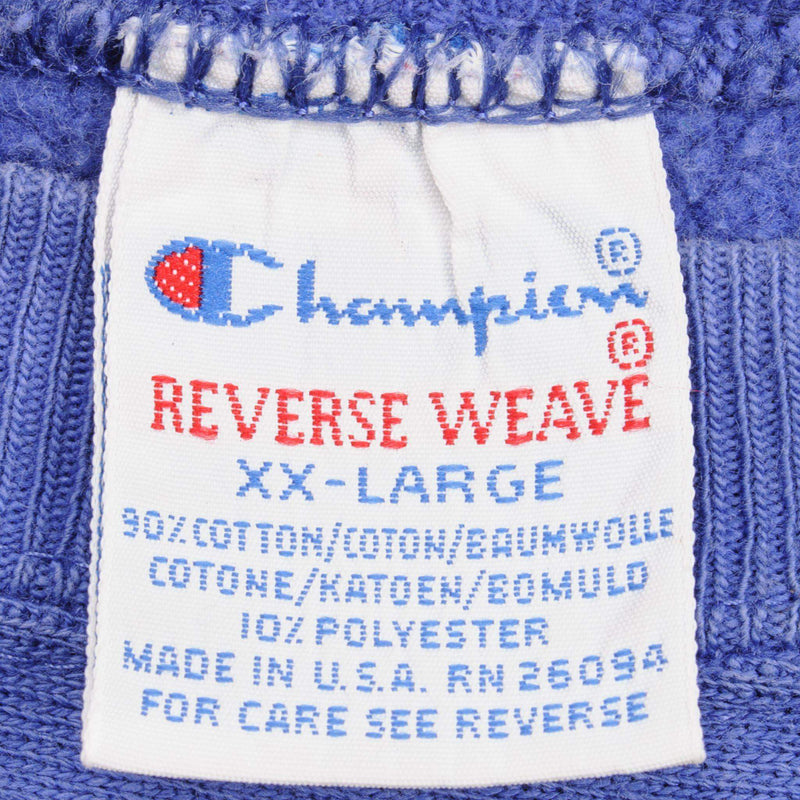 Champion®
REVERSE WEAVE®
XX-LARGE
90% COTTON/COTON/BAUMWOLLE
COTONE/KATOEN/BOMULD
10% POLYESTER
MADE IN U.S.A. RN 26094
FOR CARE SEE REVERSE